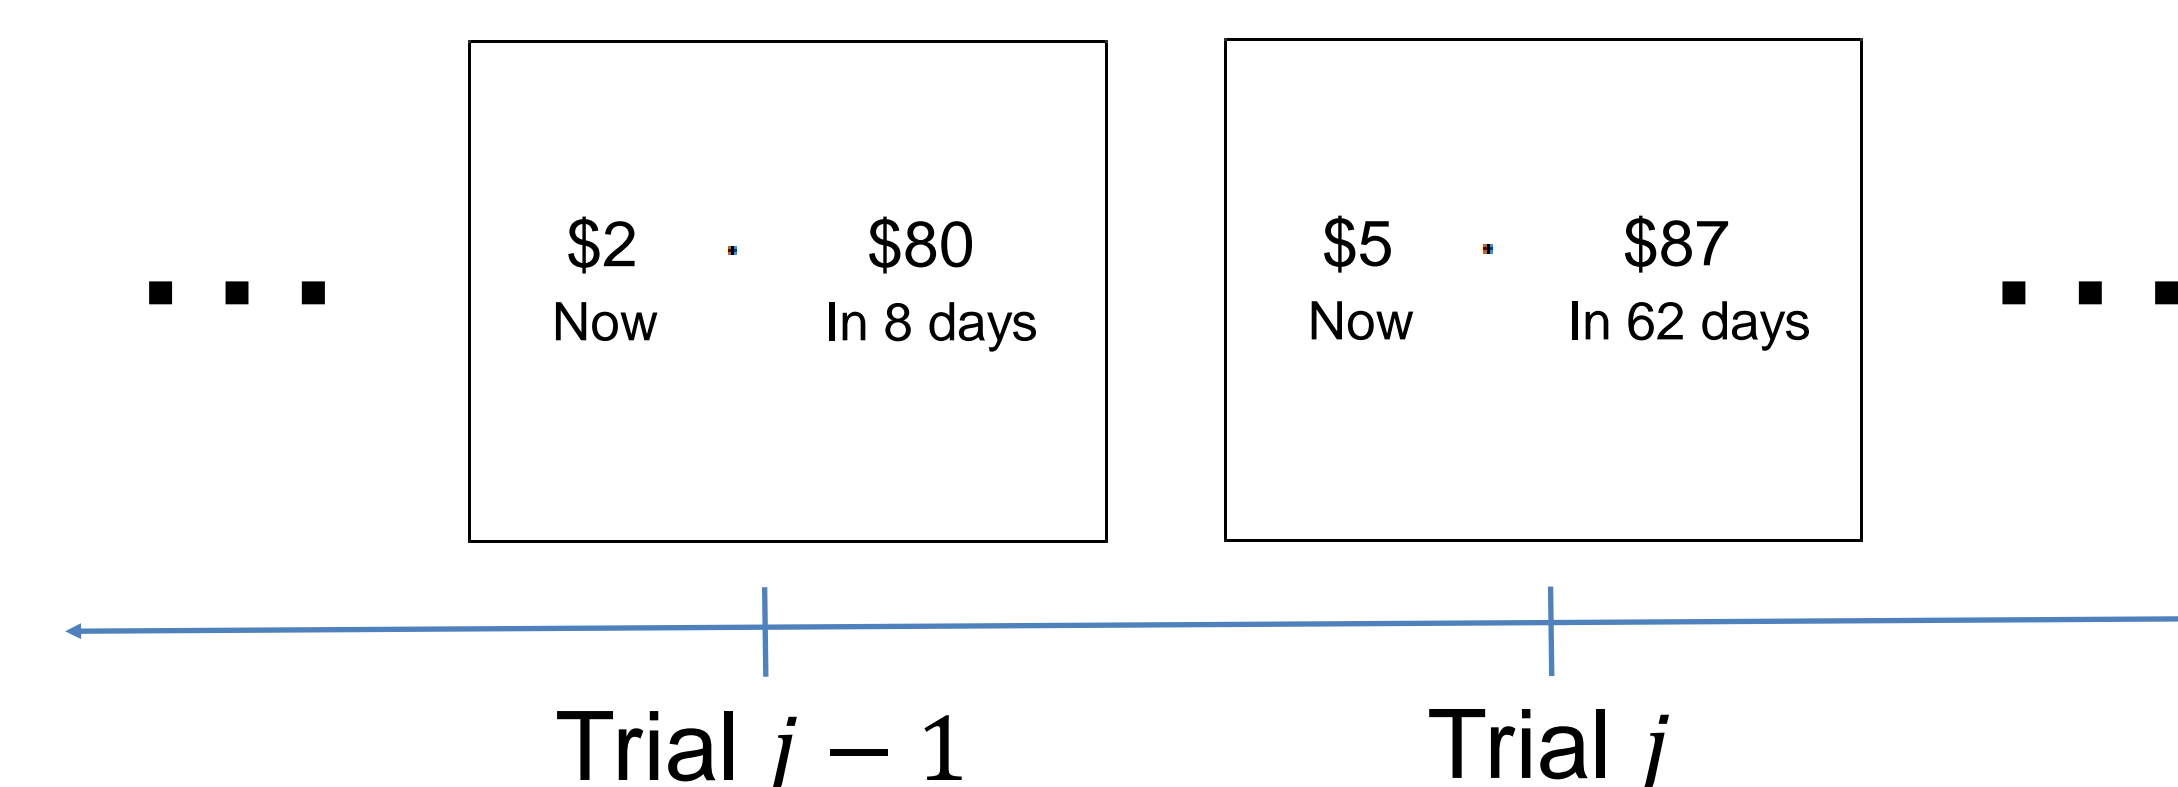 $2 · $80
Now In 8 days
$5 · $87
Now In 62 days
Trial j − 1
Trial j